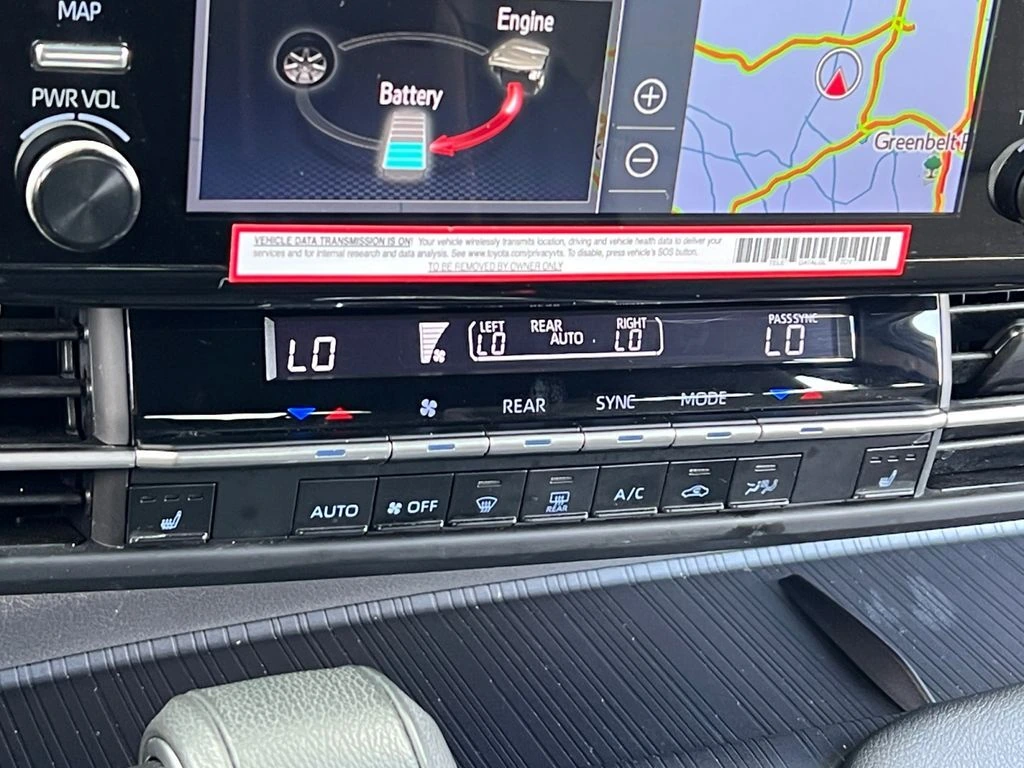 MAP
Engine
PWR VOL
Battery
Greenbelt
VEHICLE DATA TRANSMISSION IS ON! Your vehicle wirelessly transmits location, driving and vehicle health data to deliver your
services and for internal research and data analysis. See www.toyota.com/privacyvts. To disable, press vehicle's SOS button.
TO BE REMOVED BY OWNER ONLY
LO LEFT LO REAR AUTO RIGHT LO PASS SYNC LO
REAR SYNC MODE
AUTO OFF REAR A/C